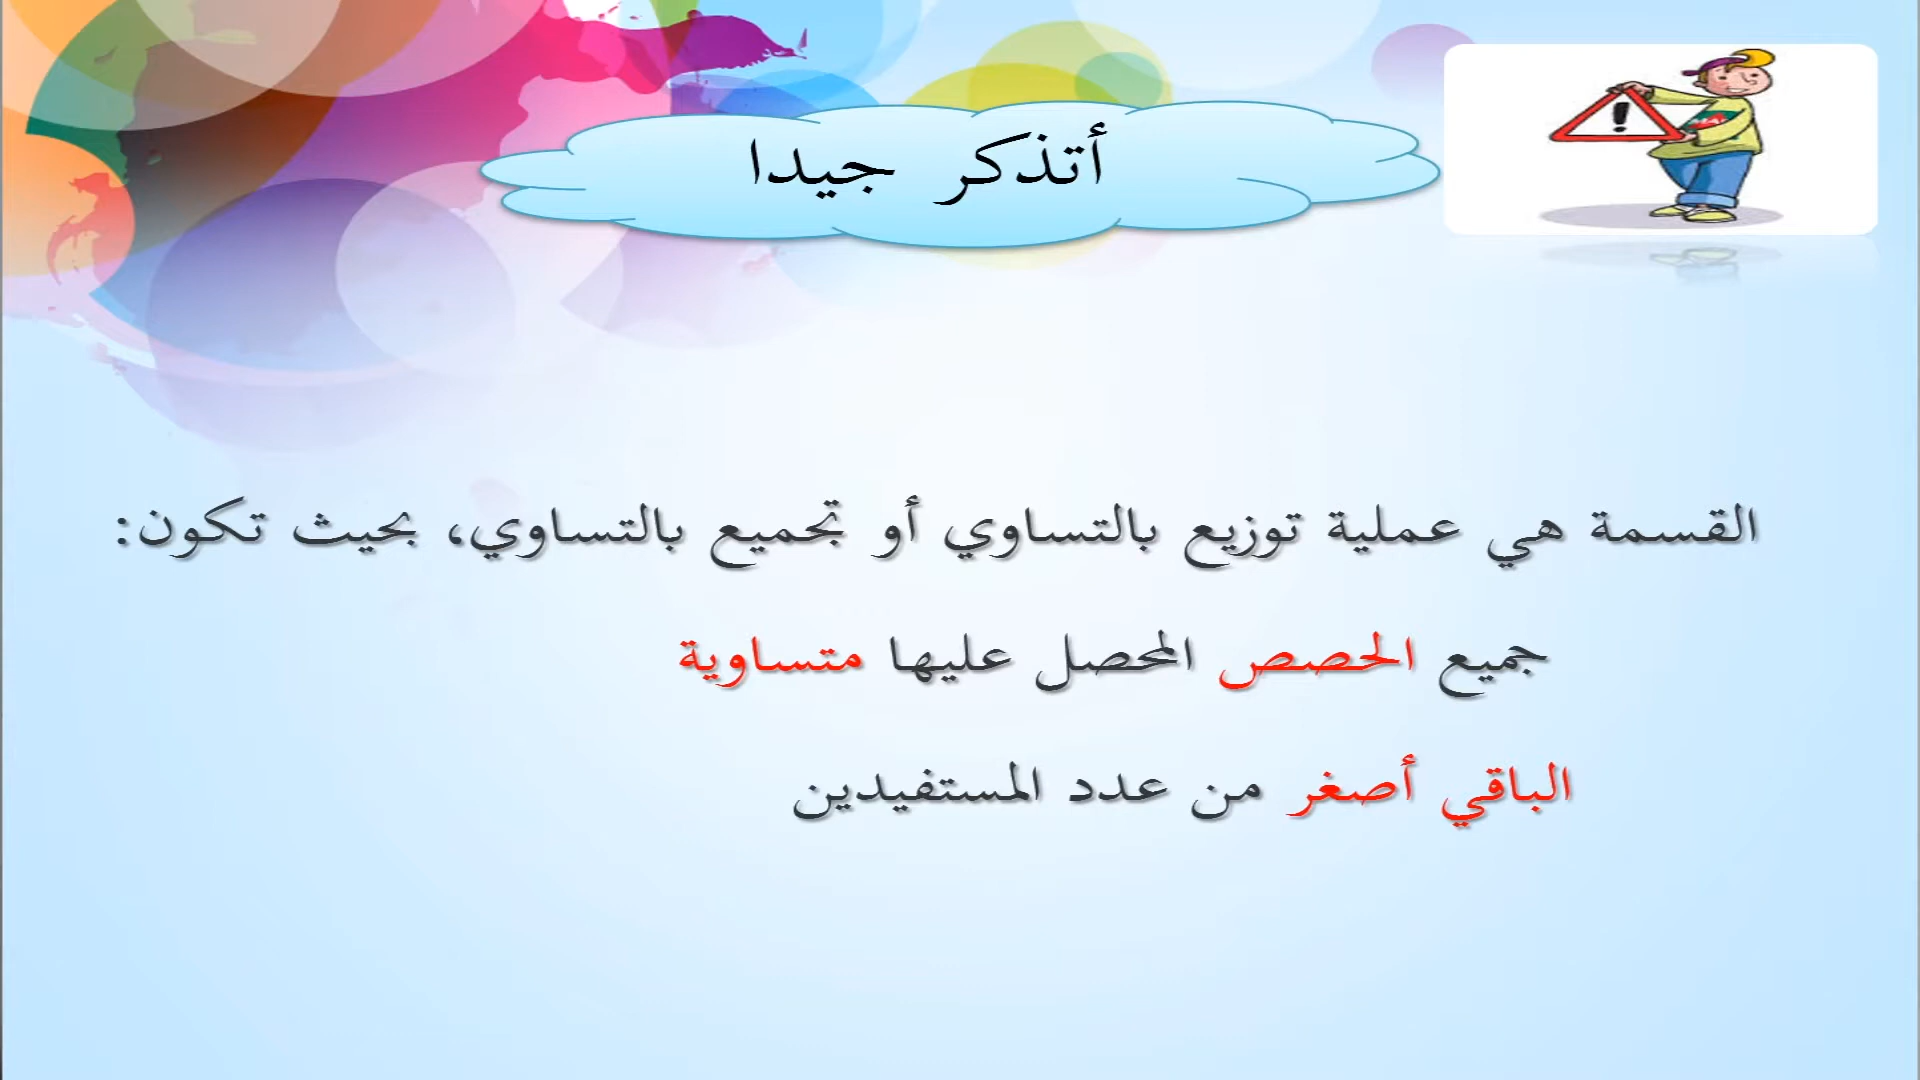 أتذكر جيدا
القسمة هي عملية توزيع بالتساوي أو تجميع بالتساوي، بحيث تكون:
جميع الحصص المحصل عليها متساوية
الباقي أصغر من عدد المستفيدين